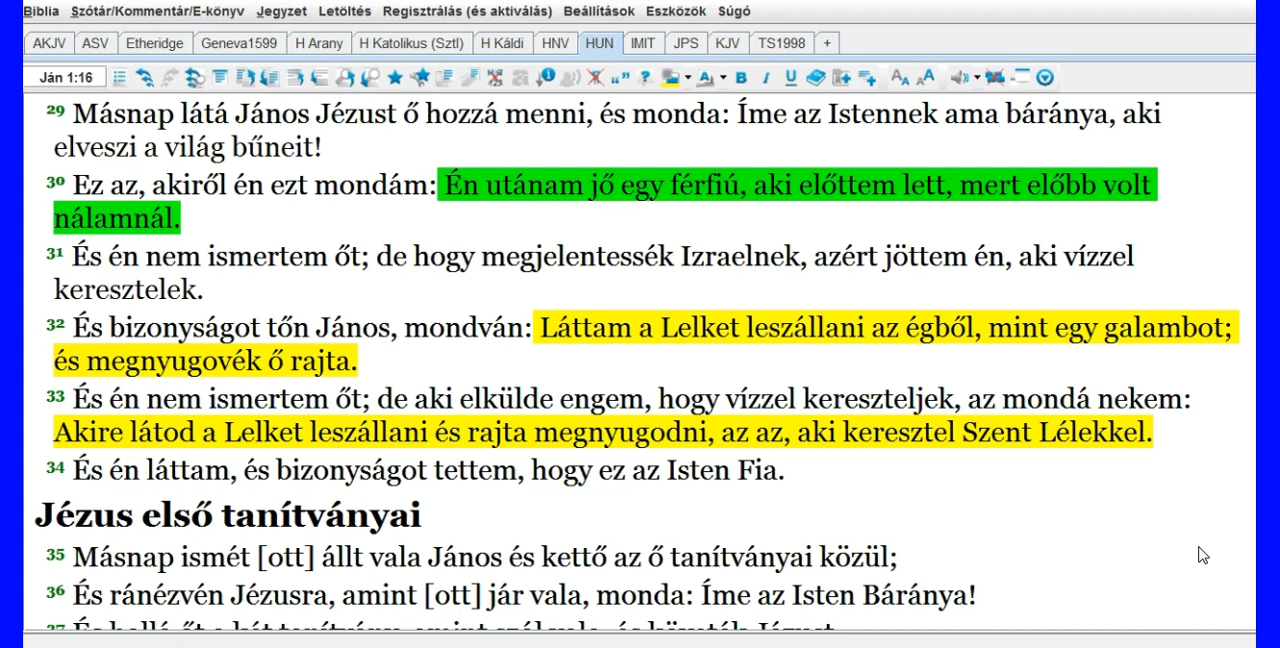 Biblia Szótár/Kommentár/E-könyv Jegyzet Letöltés Regisztrálás (és aktiválás) Beállítások Eszközök Súgó
AKJV ASV Etheridge Geneva1599 H Arany H Katolikus (Sztl) H Káldi HNV HUN IMIT JPS KJV TS1998 +
Ján 1:16
29 Másnap látá János Jézust ő hozzá menni, és monda: Íme az Istennek ama báránya, aki
elveszi a világ bűneit!
30 Ez az, akiről én ezt mondám: Én utánam jő egy férfiú, aki előttem lett, mert előbb volt
nálamnál.
31 És én nem ismertem őt; de hogy megjelentessék Izraelnek, azért jöttem én, aki vízzel
keresztelek.
32 És bizonyságot tőn János, mondván: Láttam a Lelket leszállani az égből, mint egy galambot;
és megnyugovék ő rajta.
33 És én nem ismertem őt; de aki elkülde engem, hogy vízzel kereszteljek, az mondá nekem:
Akire látod a Lelket leszállani és rajta megnyugodni, az az, aki keresztel Szent Lélekkel.
34 És én láttam, és bizonyságot tettem, hogy ez az Isten Fia.
Jézus első tanítványai
35 Másnap ismét [ott] állt vala János és kettő az ő tanítványai közül;
36 És ránézvén Jézusra, amint [ott] jár vala, monda: Íme az Isten Báránya!